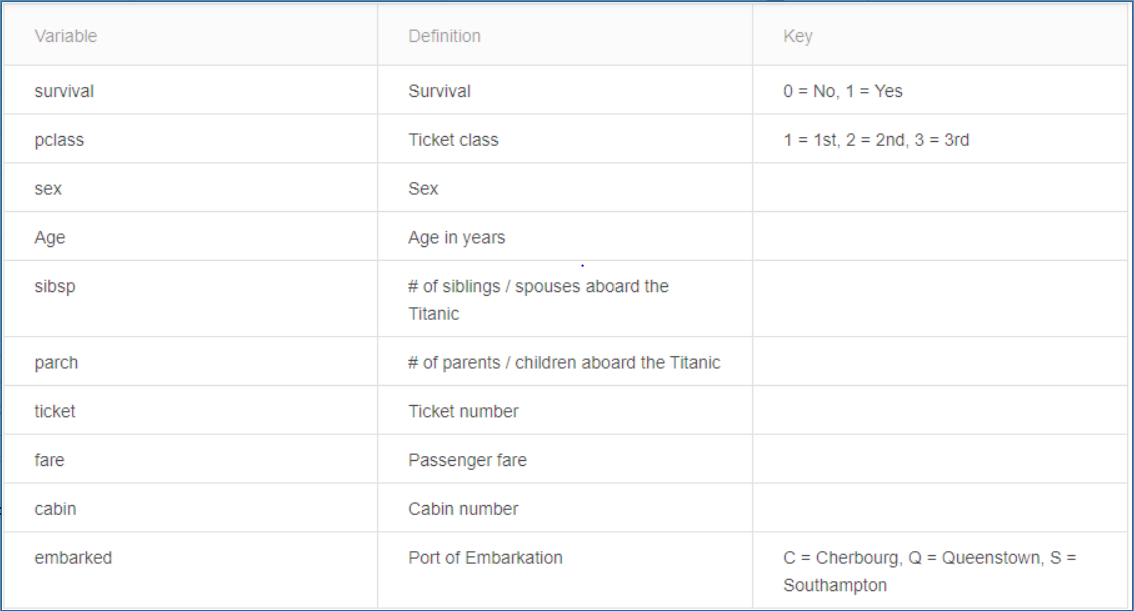 Variable Definition Key
survival Survival 0 = No, 1 = Yes
pclass Ticket class 1 = 1st, 2 = 2nd, 3 = 3rd
sex Sex
Age Age in years
sibsp # of siblings / spouses aboard the
Titanic
parch # of parents / children aboard the Titanic
ticket Ticket number
fare Passenger fare
cabin Cabin number
embarked Port of Embarkation C = Cherbourg, Q = Queenstown, S =
Southampton